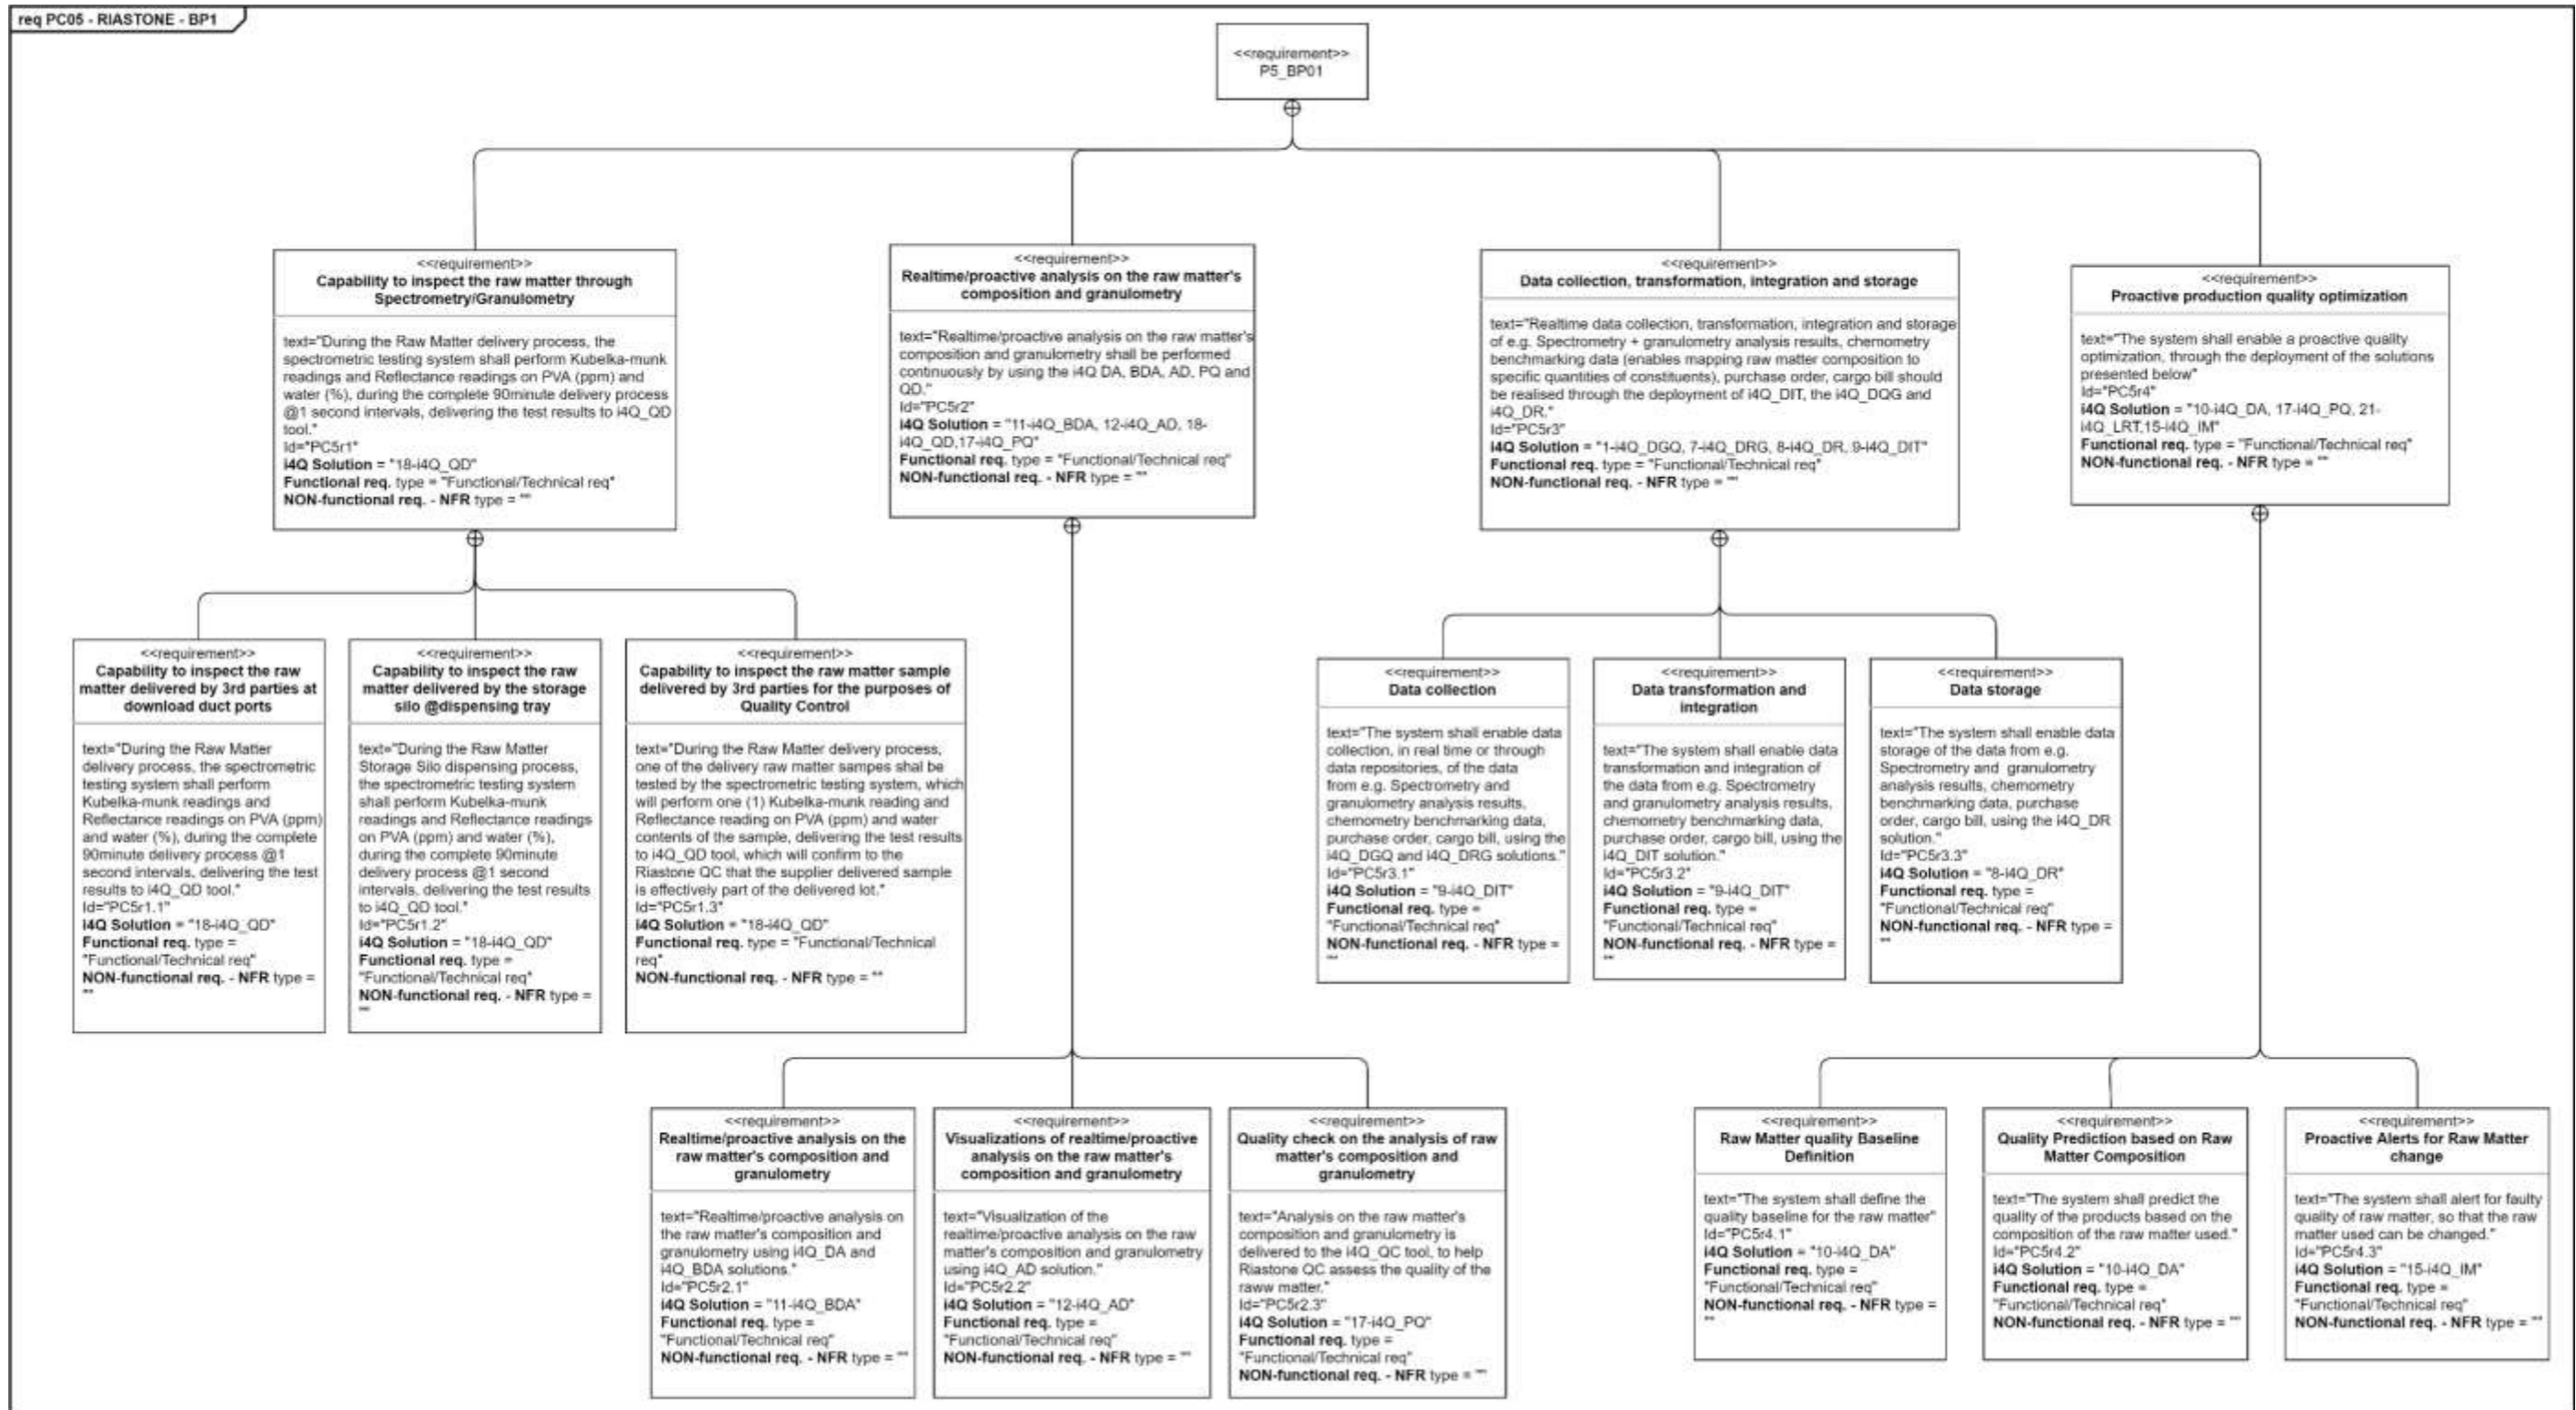 req PC05 - RIASTONE - BP1
<<requirement>>
P5_BP01
<<requirement>>
Capability to inspect the raw matter through
Spectrometry/Granulometry
text="During the Raw Matter delivery process, the
spectrometric testing system shall perform Kubelka-munk
readings and Reflectance readings on PVA (ppm) and
water (%), during the complete 90minute delivery process
@1 second intervals, delivering the test results to i4Q_QD
tool."
Id="PC5r1"
i4Q Solution = "18-i4Q_QD"
Functional req. type = "Functional/Technical req"
NON-functional req. - NFR type = ""
<<requirement>>
Realtime/proactive analysis on the raw matter's
composition and granulometry
text="Realtime/proactive analysis on the raw matter's
composition and granulometry shall be performed
continuously by using the i4Q DA, BDA, AD, PQ and
QD."
Id="PC5r2"
i4Q Solution = "11-i4Q_BDA, 12-i4Q_AD, 18-
i4Q_QD,17-i4Q_PQ"
Functional req. type = "Functional/Technical req"
NON-functional req. - NFR type = ""
<<requirement>>
Data collection, transformation, integration and storage
text="Realtime data collection, transformation, integration and storage
of e.g. Spectrometry + granulometry analysis results, chemometry
benchmarking data (enables mapping raw matter composition to
specific quantities of constituents), purchase order, cargo bill should
be realised through the deployment of i4Q_DIT, the i4Q_DQG and
i4Q_DR."
Id="PC5r3"
i4Q Solution = "1-i4Q_DGQ, 7-i4Q_DRG, 8-i4Q_DR, 9-i4Q_DIT"
Functional req. type = "Functional/Technical req"
NON-functional req. - NFR type = ""
<<requirement>>
Proactive production quality optimization
text="The system shall enable a proactive quality
optimization, through the deployment of the solutions
presented below"
Id="PC5r4"
i4Q Solution = "10-i4Q_DA, 17-i4Q_PQ, 21-
i4Q_LRT,15-i4Q_IM"
Functional req. type = "Functional/Technical req"
NON-functional req. - NFR type = ""
<<requirement>>
Capability to inspect the raw
matter delivered by 3rd parties at
download duct ports
text="During the Raw Matter
delivery process, the spectrometric
testing system shall perform
Kubelka-munk readings and
Reflectance readings on PVA (ppm)
and water (%), during the complete
90minute delivery process @1
second intervals, delivering the test
results to i4Q_QD tool."
Id="PC5r1.1"
i4Q Solution = "18-i4Q_QD"
Functional req. type =
"Functional/Technical req"
NON-functional req. - NFR type =
""
<<requirement>>
Capability to inspect the raw
matter delivered by the storage
silo @dispensing tray
text="During the Raw Matter
Storage Silo dispensing process,
the spectrometric testing system
shall perform Kubelka-munk
readings and Reflectance readings
on PVA (ppm) and water (%),
during the complete 90minute
delivery process @1 second
intervals, delivering the test results
to i4Q_QD tool."
Id="PC5r1.2"
i4Q Solution = "18-i4Q_QD"
Functional req. type =
"Functional/Technical req"
NON-functional req. - NFR type =
""
<<requirement>>
Capability to inspect the raw matter sample
delivered by 3rd parties for the purposes of
Quality Control
text="During the Raw Matter delivery process,
one of the delivery raw matter sampes shal be
tested by the spectrometric testing system, which
will perform one (1) Kubelka-munk reading and
Reflectance reading on PVA (ppm) and water
contents of the sample, delivering the test results
to i4Q_QD tool, which will confirm to the
Riastone QC that the supplier delivered sample
is effectively part of the delivered lot."
Id="PC5r1.3"
i4Q Solution = "18-i4Q_QD"
Functional req. type = "Functional/Technical
req"
NON-functional req. - NFR type = ""
<<requirement>>
Data collection
text="The system shall enable data
collection, in real time or through
data repositories, of the data
from e.g. Spectrometry and
granulometry analysis results,
chemometry benchmarking data,
purchase order, cargo bill, using the
i4Q_DGQ and i4Q_DRG solutions."
Id="PC5r3.1"
i4Q Solution = "9-i4Q_DIT"
Functional req. type =
"Functional/Technical req"
NON-functional req. - NFR type =
""
<<requirement>>
Data transformation and
integration
text="The system shall enable data
transformation and integration of
the data from e.g. Spectrometry
and granulometry analysis results,
chemometry benchmarking data,
purchase order, cargo bill, using the
i4Q_DIT solution."
Id="PC5r3.2"
i4Q Solution = "9-i4Q_DIT"
Functional req. type =
"Functional/Technical req"
NON-functional req. - NFR type =
""
<<requirement>>
Data storage
text="The system shall enable data
storage of the data from e.g.
Spectrometry and granulometry
analysis results, chemometry
benchmarking data, purchase
order, cargo bill, using the i4Q_DR
solution."
Id="PC5r3.3"
i4Q Solution = "8-i4Q_DR"
Functional req. type =
"Functional/Technical req"
NON-functional req. - NFR type =
""
<<requirement>>
Realtime/proactive analysis on the
raw matter's composition and
granulometry
text="Realtime/proactive analysis on
the raw matter's composition and
granulometry using i4Q_DA and
i4Q_BDA solutions."
Id="PC5r2.1"
i4Q Solution = "11-i4Q_BDA"
Functional req. type =
"Functional/Technical req"
NON-functional req. - NFR type = ""
<<requirement>>
Visualizations of realtime/proactive
analysis on the raw matter's
composition and granulometry
text="Visualization of the
realtime/proactive analysis on the raw
matter's composition and granulometry
using i4Q_AD solution."
Id="PC5r2.2"
i4Q Solution = "12-i4Q_AD"
Functional req. type =
"Functional/Technical req"
NON-functional req. - NFR type = ""
<<requirement>>
Quality check on the analysis of raw
matter's composition and
granulometry
text="Analysis on the raw matter's
composition and granulometry is
delivered to the i4Q_QC tool, to help
Riastone QC assess the quality of the
raww matter."
Id="PC5r2.3"
i4Q Solution = "17-i4Q_PQ"
Functional req. type =
"Functional/Technical req"
NON-functional req. - NFR type = ""
<<requirement>>
Raw Matter quality Baseline
Definition
text="The system shall define the
quality baseline for the raw matter"
Id="PC5r4.1"
i4Q Solution = "10-i4Q_DA"
Functional req. type =
"Functional/Technical req"
NON-functional req. - NFR type =
""
<<requirement>>
Quality Prediction based on Raw
Matter Composition
text="The system shall predict the
quality of the products based on the
composition of the raw matter used."
Id="PC5r4.2"
i4Q Solution = "10-i4Q_DA"
Functional req. type =
"Functional/Technical req"
NON-functional req. - NFR type = ""
<<requirement>>
Proactive Alerts for Raw Matter
change
text="The system shall alert for faulty
quality of raw matter, so that the raw
matter used can be changed."
Id="PC5r4.3"
i4Q Solution = "15-i4Q_IM"
Functional req. type =
"Functional/Technical req"
NON-functional req. - NFR type = ""